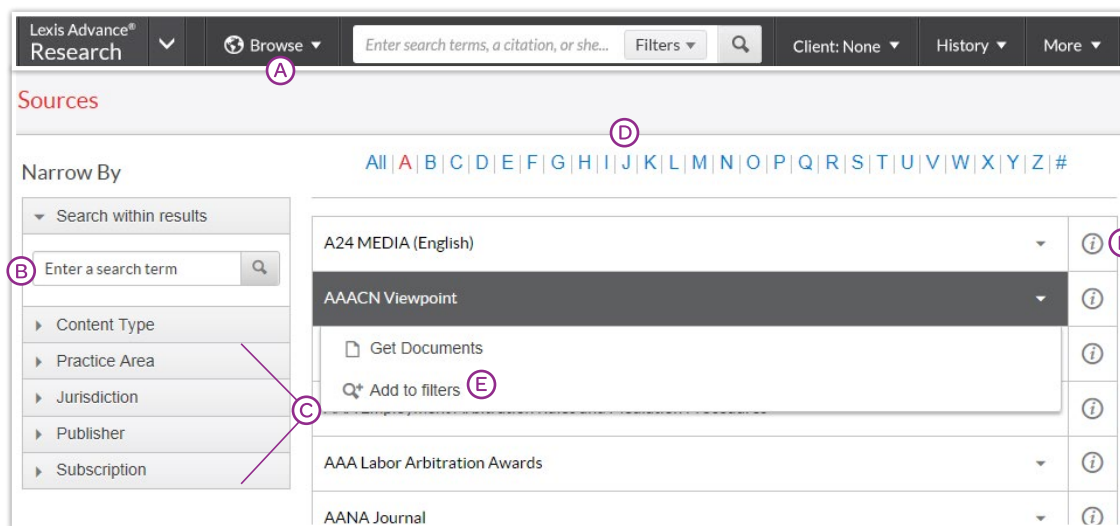 Lexis Advance®
Research
Browse
Enter search terms, a citation, or she...
Filters
Client: None
History
More
A
Sources
D
All | A | B | C | D | E | F | G | H | I | J | K | L | M | N | O | P | Q | R | S | T | U | V | W | X | Y | Z | #
Narrow By
Search within results
B
Enter a search term
Content Type
Practice Area
Jurisdiction
Publisher
Subscription
C
A24 MEDIA (English)
i
AAACN Viewpoint
i
Get Documents
i
Add to filters
E
i
AAA Labor Arbitration Awards
i
AANA Journal
i